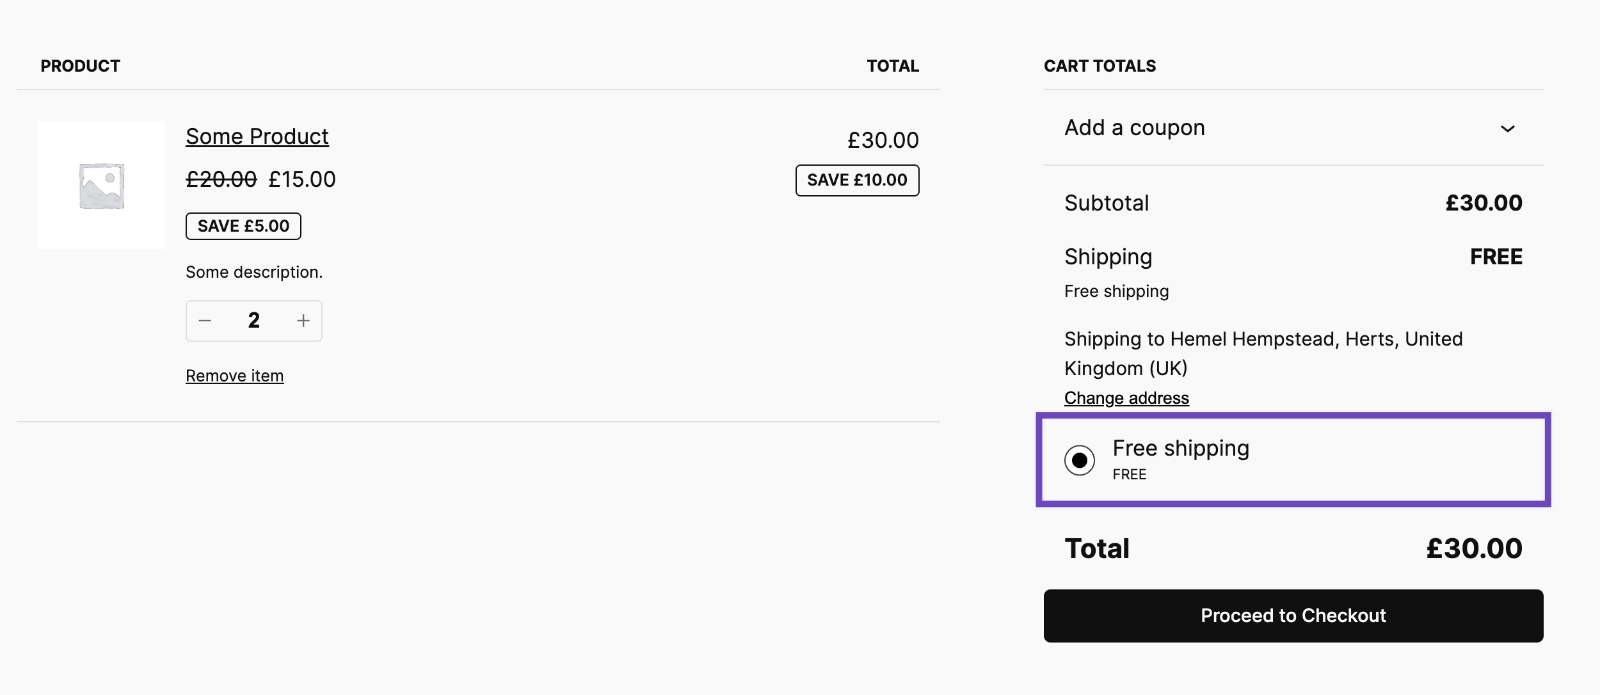 PRODUCT
TOTAL
Some Product
£20.00 £15.00
SAVE £5.00
Some description.
− 2 +
Remove item
£30.00
SAVE £10.00
CART TOTALS
Add a coupon
Subtotal £30.00
Shipping FREE
Free shipping
Shipping to Hemel Hempstead, Herts, United
Kingdom (UK)
Change address
Free shipping
FREE
Total £30.00
Proceed to Checkout